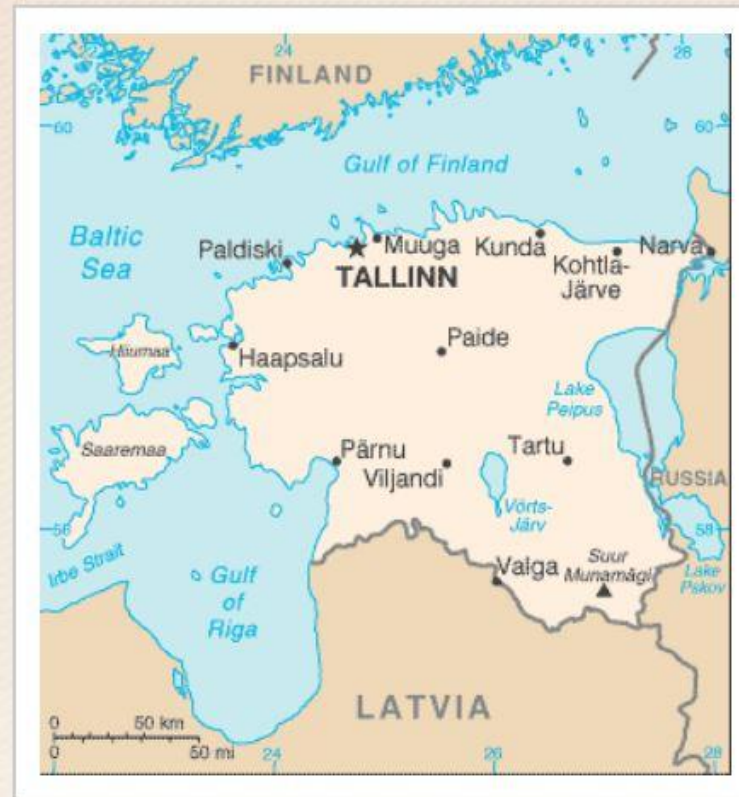 24
28
FINLAND
60
60
Gulf of Finland
Baltic
Sea
Paldiski
Muuga
Kunda
Narva
TALLINN
Kohtla-
Järve
Hiiumaa
Haapsalu
Paide
Lake
Peipus
Saaremaa
Pärnu
Viljandi
Tartu
RUSSIA
Võrts-
Järv
58
58
Irbe Strait
Gulf
of
Riga
Valga
Suur
Munamägi
Lake
Pskov
LATVIA
0
50 km
0
50 mi
24
26
28